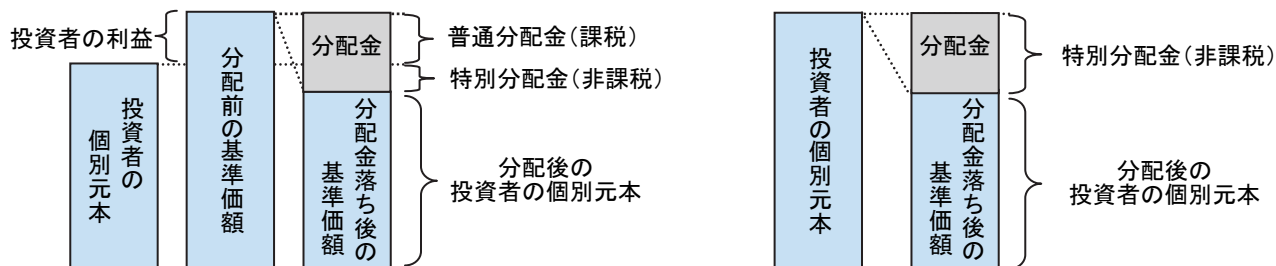 投資者の利益
投資者の
個別元本
分配前の基準価額
分配金
分配金落ち後の
基準価額
普通分配金（課税）
特別分配金（非課税）
分配後の
投資者の個別元本
投資者の個別元本
分配金
分配金落ち後の
基準価額
特別分配金（非課税）
分配後の
投資者の個別元本